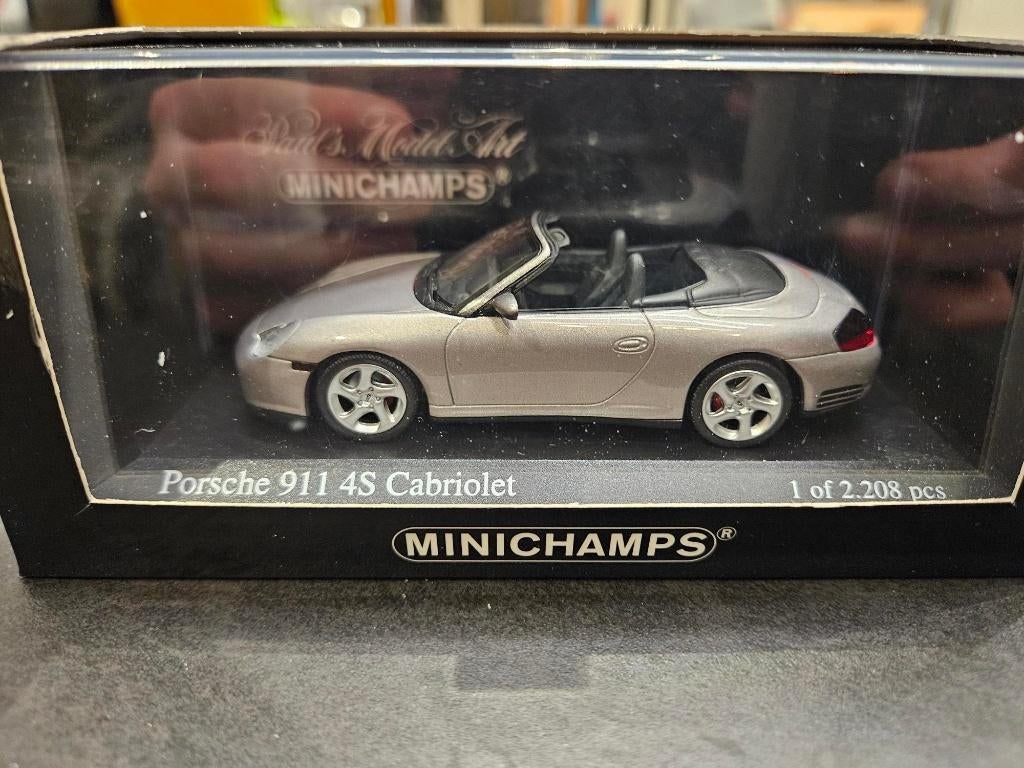 Paul's Model Art
MINICHAMPS®
Porsche 911 4S Cabriolet
1 of 2.208 pcs
MINICHAMPS®